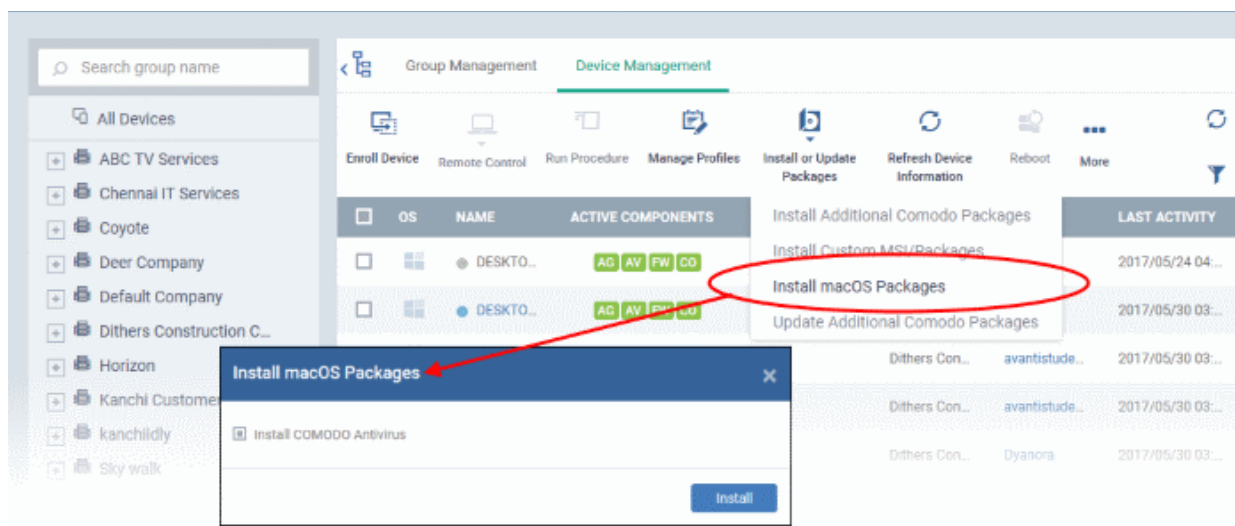 Search group name
Group Management
Device Management
All Devices
ABC TV Services
Chennai IT Services
Coyote
Deer Company
Default Company
Dithers Construction C...
Horizon
Kanchi Customer
kanchildly
Sky walk
Enroll Device
Remote Control
Run Procedure
Manage Profiles
Install or Update
Packages
Refresh Device
Information
Reboot
More
OS
NAME
ACTIVE COMPONENTS
LAST ACTIVITY
Install Additional Comodo Packages
Install Custom MSI/Packages
Install macOS Packages
Update Additional Comodo Packages
DESKTO...
AG AV FW CO
2017/05/24 04:...
DESKTO...
AG AV FW CO
2017/05/30 03:...
Dithers Con...
avantistude...
2017/05/30 03:...
Dithers Con...
avantistude...
2017/05/30 03:...
Dithers Con...
Dyanora
2017/05/30 03:...
Install macOS Packages
Install COMODO Antivirus
Install